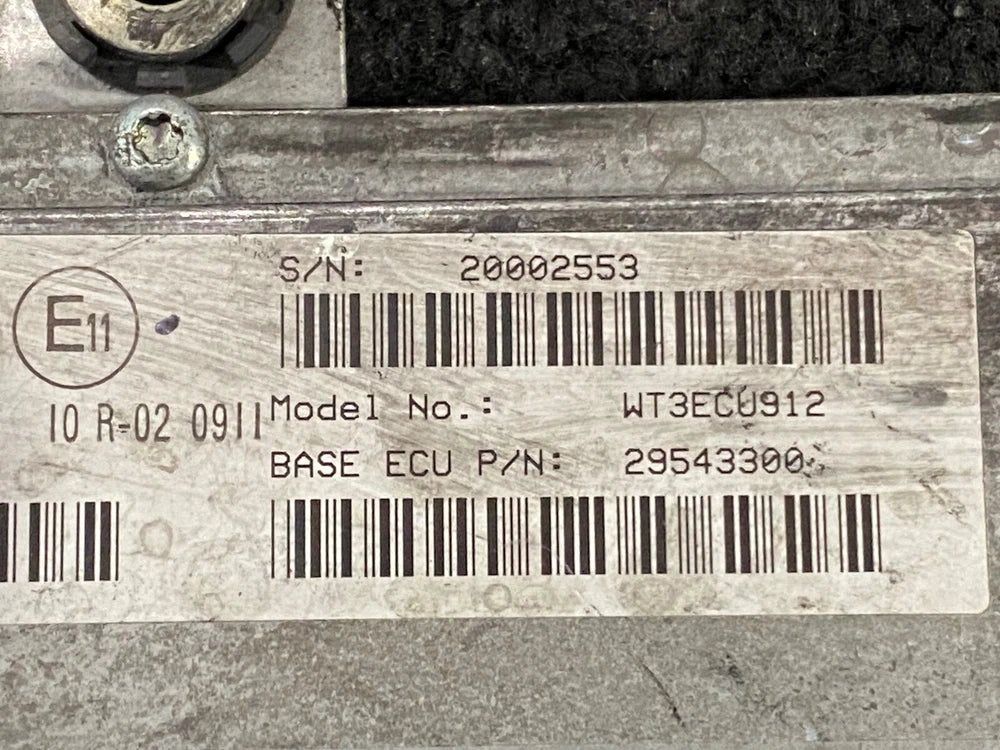 S/N: 20002553
E11
Model No.: WT3ECU912
10 R-02 0911
BASE ECU P/N: 29543300